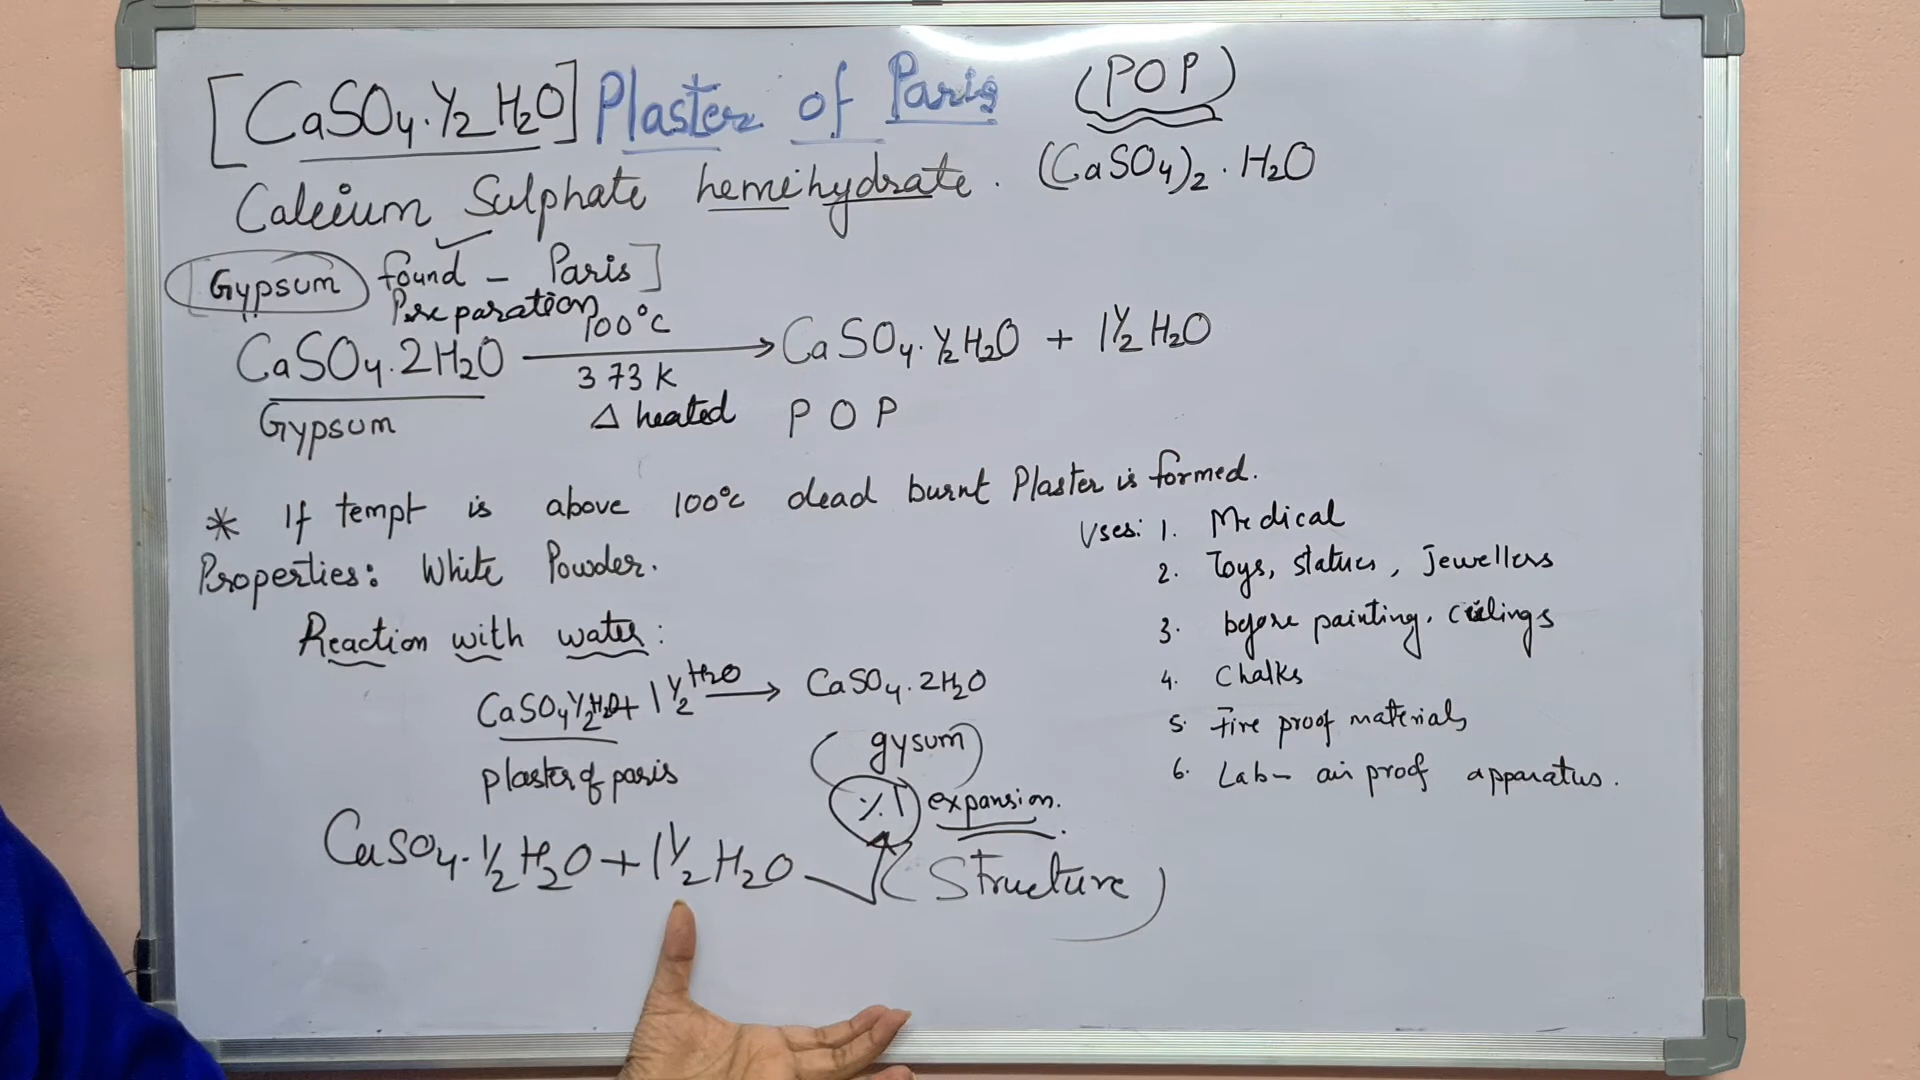 [CaSO₄.½H₂O] Plaster of Paris (POP)
Calcium Sulphate hemihydrate. (CaSO₄)₂.H₂O
Gypsum found - Paris]
Preparation
100°C
CaSO₄.2H₂O → CaSO₄.½H₂O + 1½H₂O
373 K
Gypsum Δ heated POP
* If tempt is above 100°C dead burnt Plaster is formed.
Properties: White Powder.
Reaction with water:
CaSO₄½H₂O + 1½H₂O → CaSO₄.2H₂O
plaster of paris (gysum)
%1 expansion.
CaSO₄.½H₂O + 1½H₂O → (Structure)
Uses: 1. Medical
2. Toys, statues, Jewellers
3. before painting, ceilings
4. Chalks
5. Fire proof materials
6. Lab- air proof apparatus.